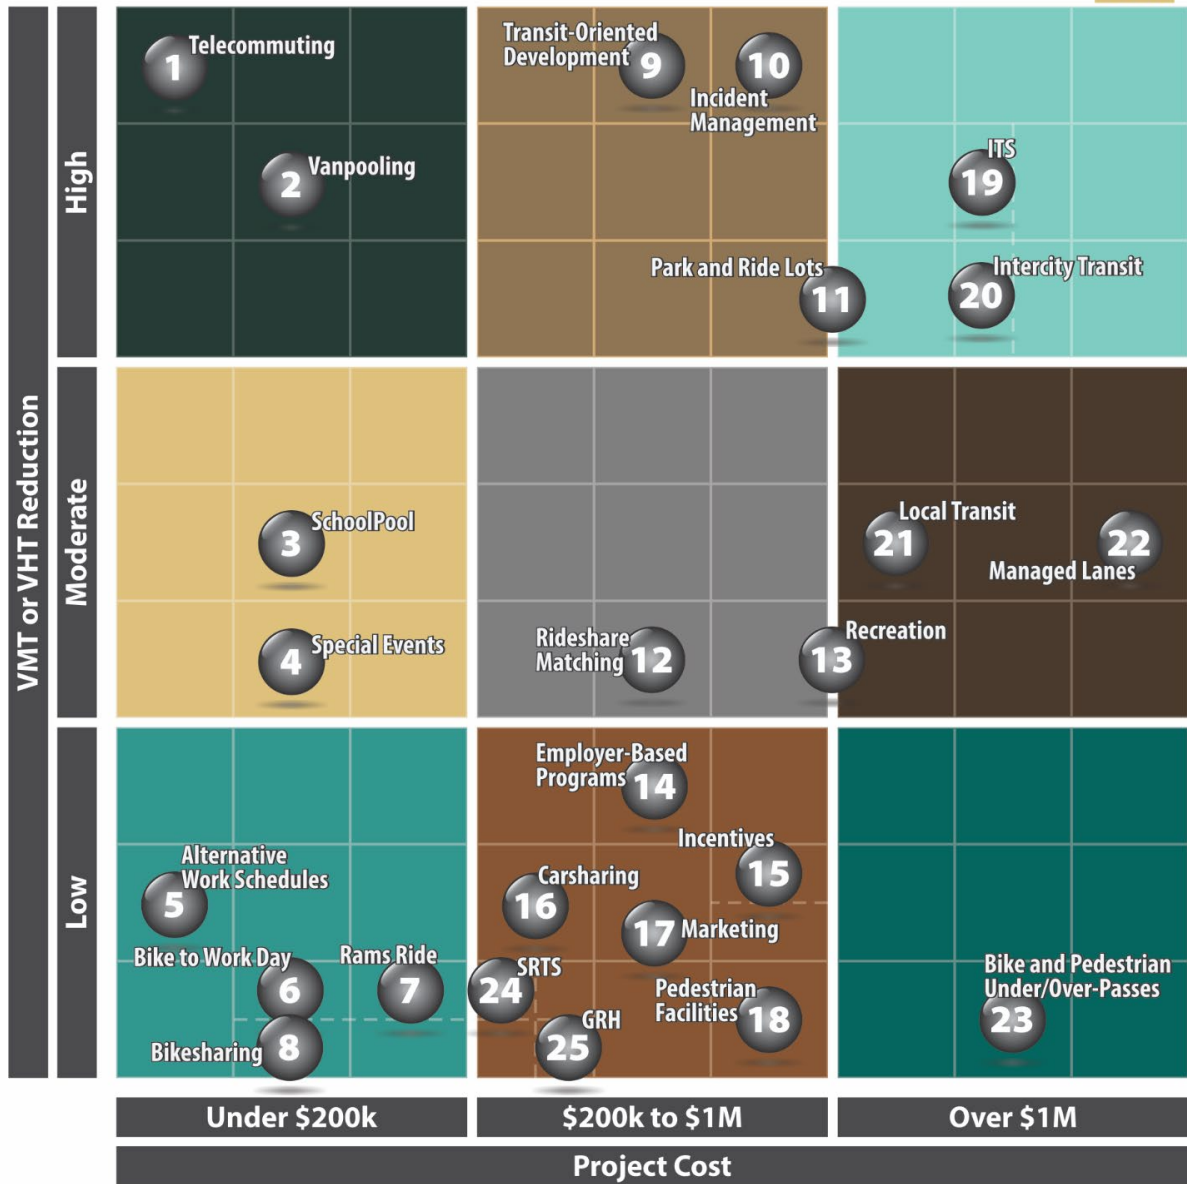 VMT or VHT Reduction
High
1
Telecommuting
2
Vanpooling
Transit-Oriented
Development
9
10
Incident
Management
Park and Ride Lots
11
ITS
19
Intercity Transit
20
Moderate
SchoolPool
3
Special Events
4
Rideshare
Matching
12
Recreation
13
Local Transit
21
22
Managed Lanes
Low
Alternative
Work Schedules
5
Bike to Work Day
6
Rams Ride
7
Bikesharing
8
Employer-Based
Programs
14
Incentives
15
Carsharing
16
17
Marketing
SRTS
24
GRH
25
Pedestrian
Facilities
18
Bike and Pedestrian
Under/Over-Passes
23
Under $200k
$200k to $1M
Over $1M
Project Cost